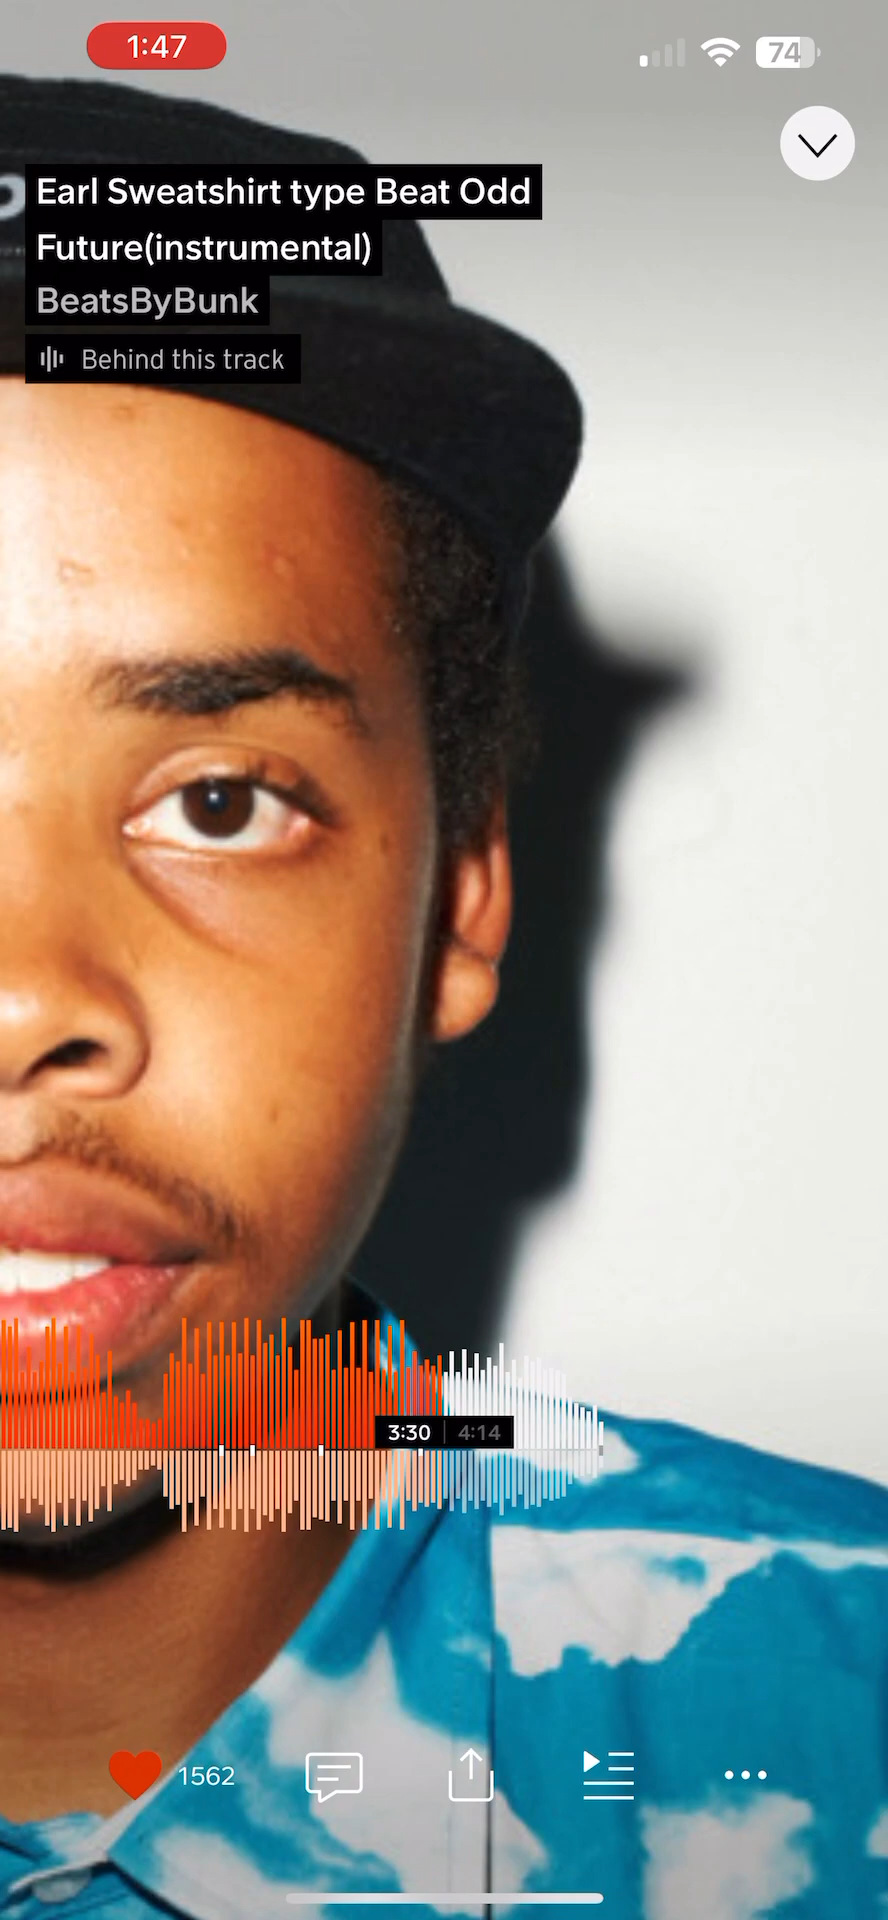 1:47
74
Earl Sweatshirt type Beat Odd
Future(instrumental)
BeatsByBunk
Behind this track
3:30 4:14
1562